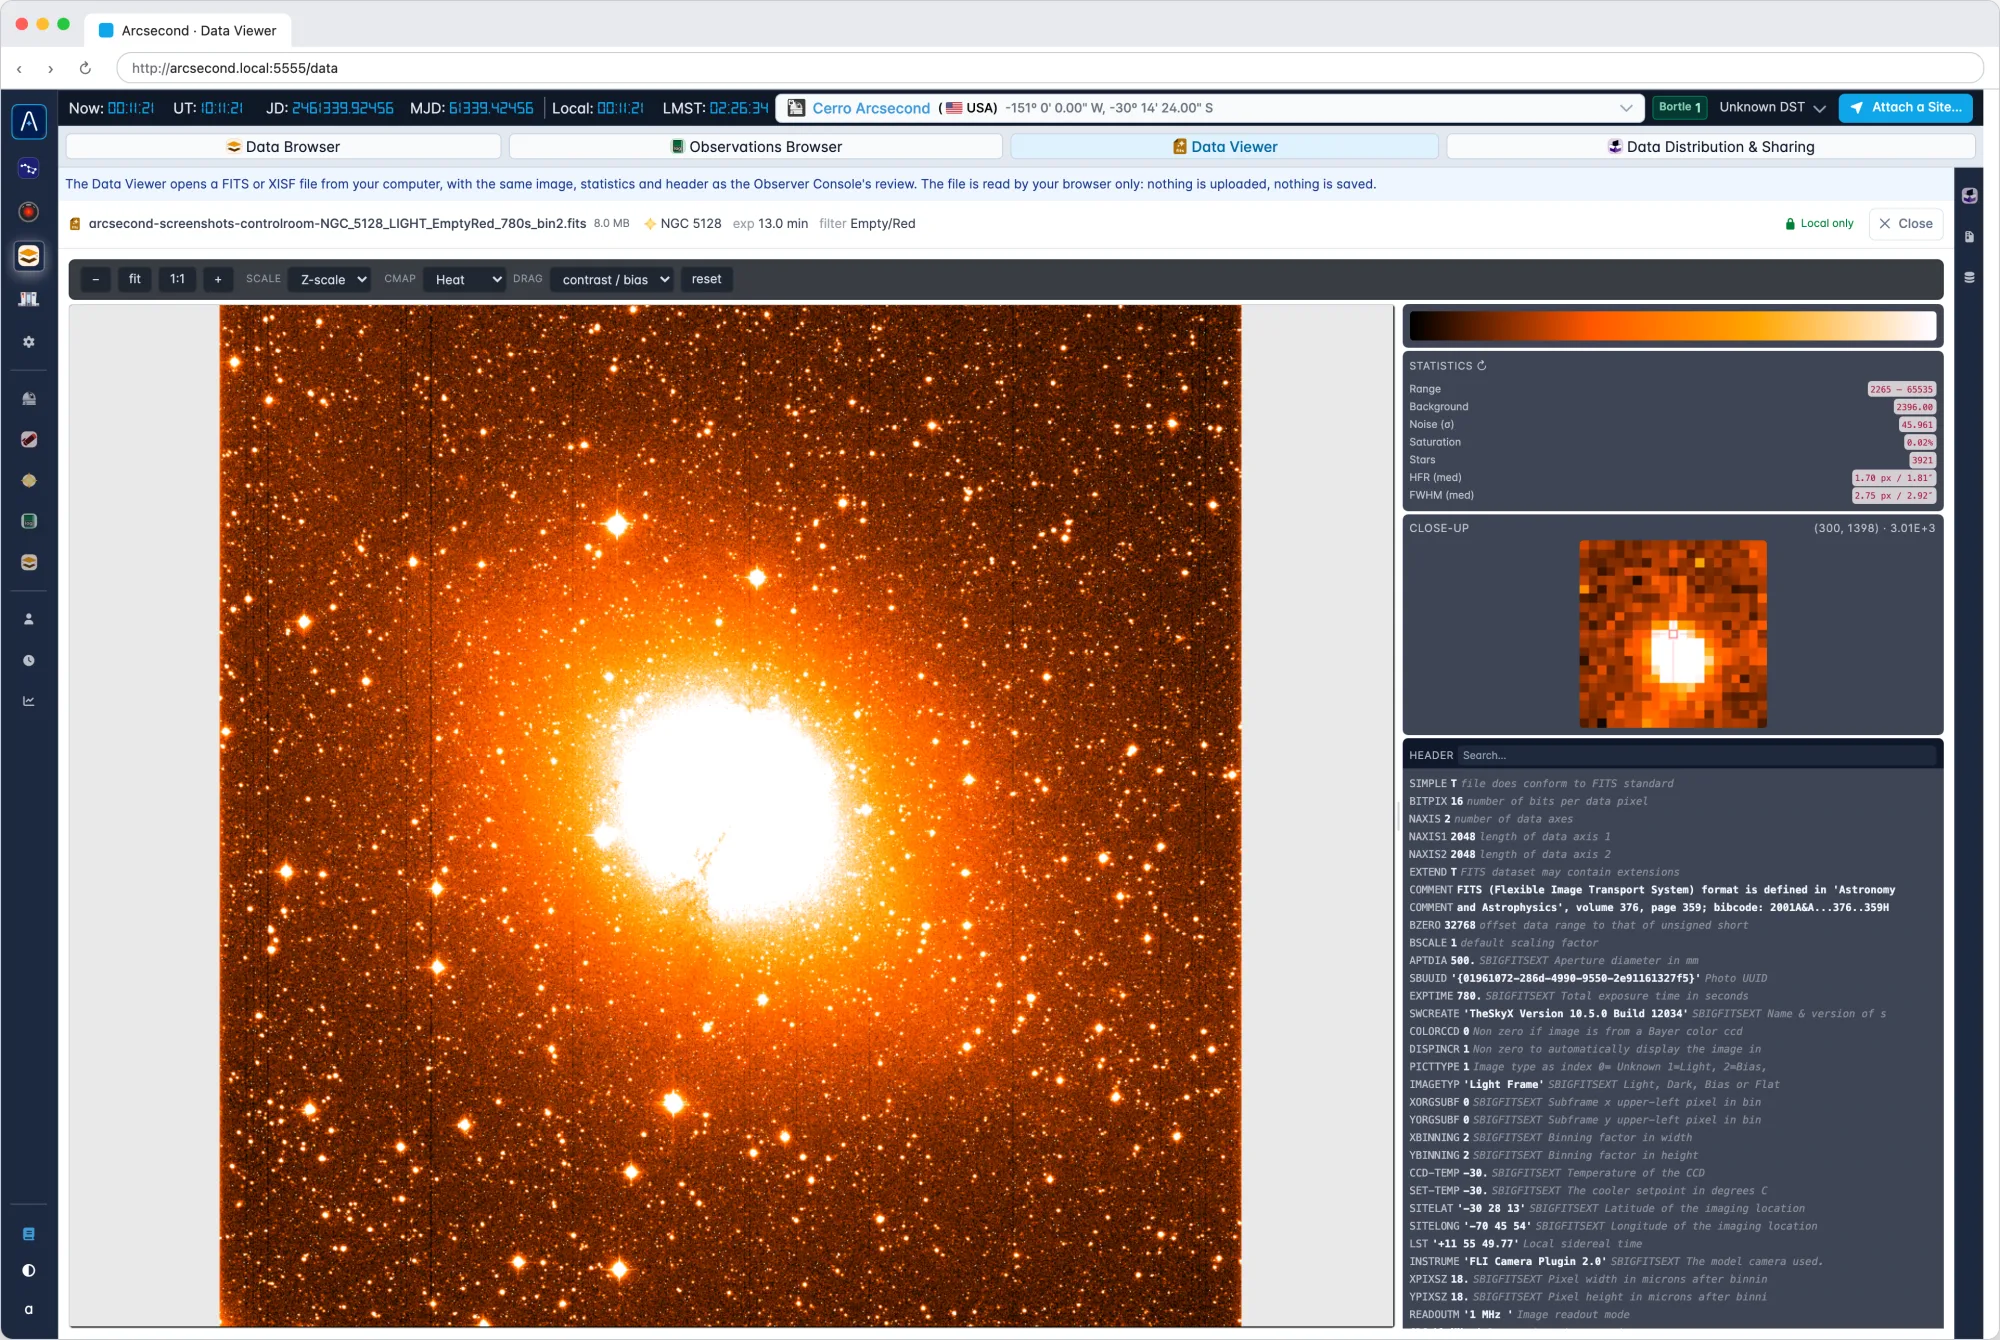 Arcsecond · Data Viewer
http://arcsecond.local:5555/data
Now: 00:11:21 UT: 10:11:21 JD: 2461339.92456 MJD: 61339.42456 Local: 00:11:21 LMST: 02:26:34 Cerro Arcsecond ( USA) -151° 0' 0.00" W, -30° 14' 24.00" S Bortle 1 Unknown DST Attach a Site...
Data Browser Observations Browser Data Viewer Data Distribution & Sharing
The Data Viewer opens a FITS or XISF file from your computer, with the same image, statistics and header as the Observer Console's review. The file is read by your browser only: nothing is uploaded, nothing is saved.
arcsecond-screenshots-controlroom-NGC_5128_LIGHT_EmptyRed_780s_bin2.fits 8.0 MB NGC 5128 exp 13.0 min filter Empty/Red Local only Close
− fit 1:1 + SCALE Z-scale CMAP Heat DRAG contrast / bias reset
STATISTICS
Range 2265 – 65535
Background 2396.00
Noise (σ) 45.961
Saturation 0.02%
Stars 3921
HFR (med) 1.70 px / 1.81"
FWHM (med) 2.75 px / 2.92"
CLOSE-UP (300, 1398) · 3.01E+3
HEADER Search...
SIMPLE T file does conform to FITS standard
BITPIX 16 number of bits per data pixel
NAXIS 2 number of data axes
NAXIS1 2048 length of data axis 1
NAXIS2 2048 length of data axis 2
EXTEND T FITS dataset may contain extensions
COMMENT FITS (Flexible Image Transport System) format is defined in 'Astronomy
COMMENT and Astrophysics', volume 376, page 359; bibcode: 2001A&A...376..359H
BZERO 32768 offset data range to that of unsigned short
BSCALE 1 default scaling factor
APTDIA 500. SBIGFITSEXT Aperture diameter in mm
SBUUID '{01961072-286d-4990-9550-2e91161327f5}' Photo UUID
EXPTIME 780. SBIGFITSEXT Total exposure time in seconds
SWCREATE 'TheSkyX Version 10.5.0 Build 12034' SBIGFITSEXT Name & version of s
COLORCCD 0 Non zero if image is from a Bayer color ccd
DISPINCR 1 Non zero to automatically display the image in
PICTTYPE 1 Image type as index 0= Unknown 1=Light, 2=Bias,
IMAGETYP 'Light Frame' SBIGFITSEXT Light, Dark, Bias or Flat
XORGSUBF 0 SBIGFITSEXT Subframe x upper-left pixel in bin
YORGSUBF 0 SBIGFITSEXT Subframe y upper-left pixel in bin
XBINNING 2 SBIGFITSEXT Binning factor in width
YBINNING 2 SBIGFITSEXT Binning factor in height
CCD-TEMP -30. SBIGFITSEXT Temperature of the CCD
SET-TEMP -30. SBIGFITSEXT The cooler setpoint in degrees C
SITELAT '-30 28 13' SBIGFITSEXT Latitude of the imaging location
SITELONG '-70 45 54' SBIGFITSEXT Longitude of the imaging location
LST '+11 55 49.77' Local sidereal time
INSTRUME 'FLI Camera Plugin 2.0' SBIGFITSEXT The model camera used.
XPIXSZ 18. SBIGFITSEXT Pixel width in microns after binnin
YPIXSZ 18. SBIGFITSEXT Pixel height in microns after binni
READOUTM '1 MHz ' Image readout mode
a